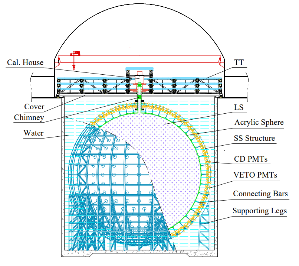 Cal. House
TT
Cover
Chimney
Water
LS
Acrylic Sphere
SS Structure
CD PMTs
VETO PMTs
Connecting Bars
Supporting Legs